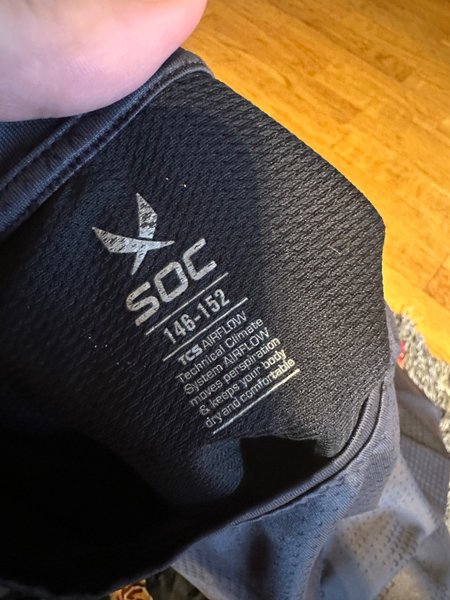 SOC
146-152
TCS AIRFLOW
Technical Climate
System AIRFLOW
moves perspiration
& keeps your body
dry and comfortable